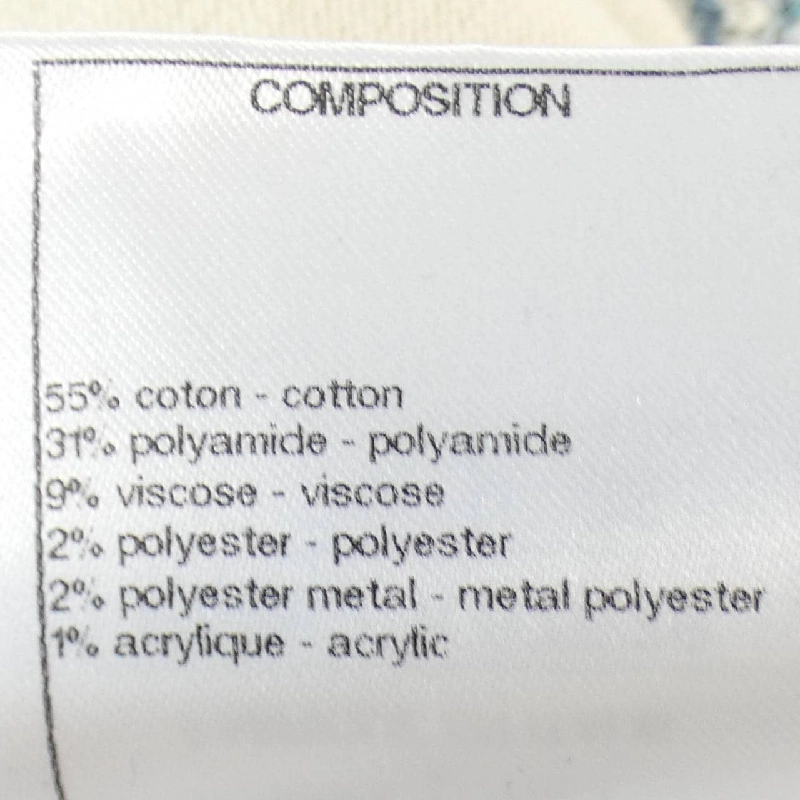 COMPOSITION
55% coton - cotton
31% polyamide - polyamide
9% viscose - viscose
2% polyester - polyester
2% polyester metal - metal polyester
1% acrylique - acrylic